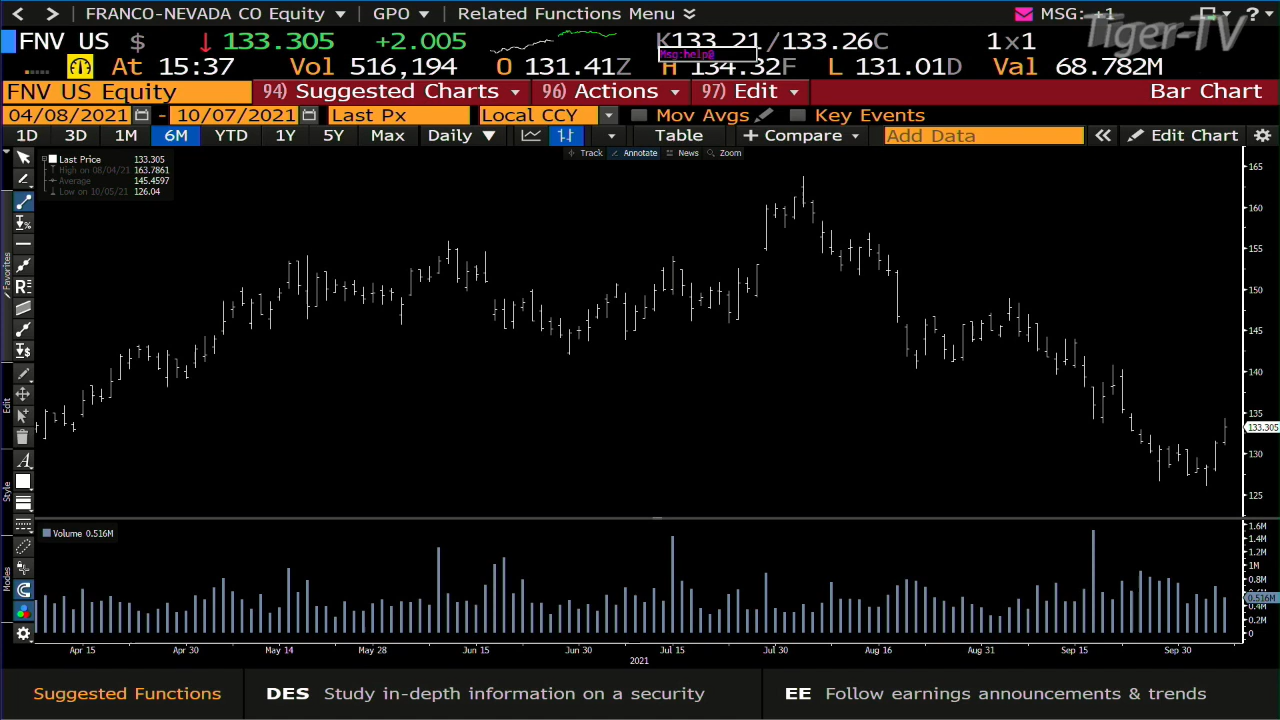 FRANCO-NEVADA CO Equity GPO Related Functions Menu MSG: +1 ?
Tiger-TV
FNV US $ 133.305 +2.005 K133.21/133.26C 1x1
Msg:help@
At 15:37 Vol 516,194 O 131.41Z H 134.32F L 131.01D Val 68.782M
FNV US Equity 94) Suggested Charts 96) Actions 97) Edit Bar Chart
04/08/2021 - 10/07/2021 Last Px Local CCY Mov Avgs Key Events
1D 3D 1M 6M YTD 1Y 5Y Max Daily ▼ Table + Compare Add Data « Edit Chart
Track Annotate News Zoom
Last Price 133.305
High on 08/04/21 163.7861
Average 145.4597
Low on 10/05/21 126.04
Favorites
Edit
Style
Modes
165
160
155
150
145
140
135
133.305
130
125
Volume 0.516M
1.6M
1.4M
1.2M
1M
0.8M
0.516M
0.4M
0.2M
0
Apr 15 Apr 30 May 14 May 28 Jun 15 Jun 30 Jul 15 Jul 30 Aug 16 Aug 31 Sep 15 Sep 30
2021
Suggested Functions DES Study in-depth information on a security EE Follow earnings announcements & trends